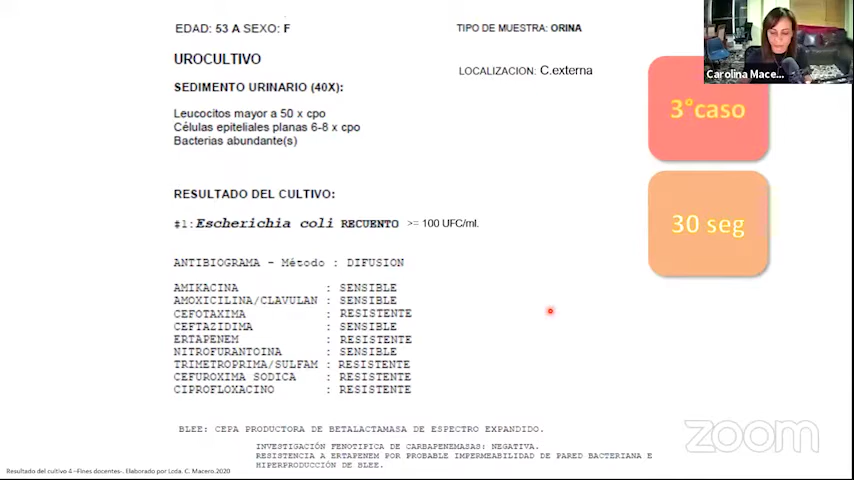 EDAD: 53 A SEXO: F
TIPO DE MUESTRA: ORINA
UROCULTIVO
LOCALIZACION: C.externa
SEDIMENTO URINARIO (40X):
Leucocitos mayor a 50 x cpo
Células epiteliales planas 6-8 x cpo
Bacterias abundante(s)
RESULTADO DEL CULTIVO:
#1:Escherichia coli RECUENTO >= 100 UFC/ml.
ANTIBIOGRAMA - Método : DIFUSION
AMIKACINA : SENSIBLE
AMOXICILINA/CLAVULAN : SENSIBLE
CEFOTAXIMA : RESISTENTE
CEFTAZIDIMA : SENSIBLE
ERTAPENEM : RESISTENTE
NITROFURANTOINA : SENSIBLE
TRIMETROPRIMA/SULFAM : RESISTENTE
CEFUROXIMA SODICA : RESISTENTE
CIPROFLOXACINO : RESISTENTE
BLEE: CEPA PRODUCTORA DE BETALACTAMASA DE ESPECTRO EXPANDIDO.
INVESTIGACIÓN FENOTIPICA DE CARBAPENEMASAS: NEGATIVA.
RESISTENCIA A ERTAPENEM POR PROBABLE IMPERMEABILIDAD DE PARED BACTERIANA E
HIPERPRODUCCIÓN DE BLEE.
Resultado del cultivo 4 –Fines docentes-. Elaborado por Lcda. C. Macero.2020
Carolina Mace...
3°caso
30 seg
zoom